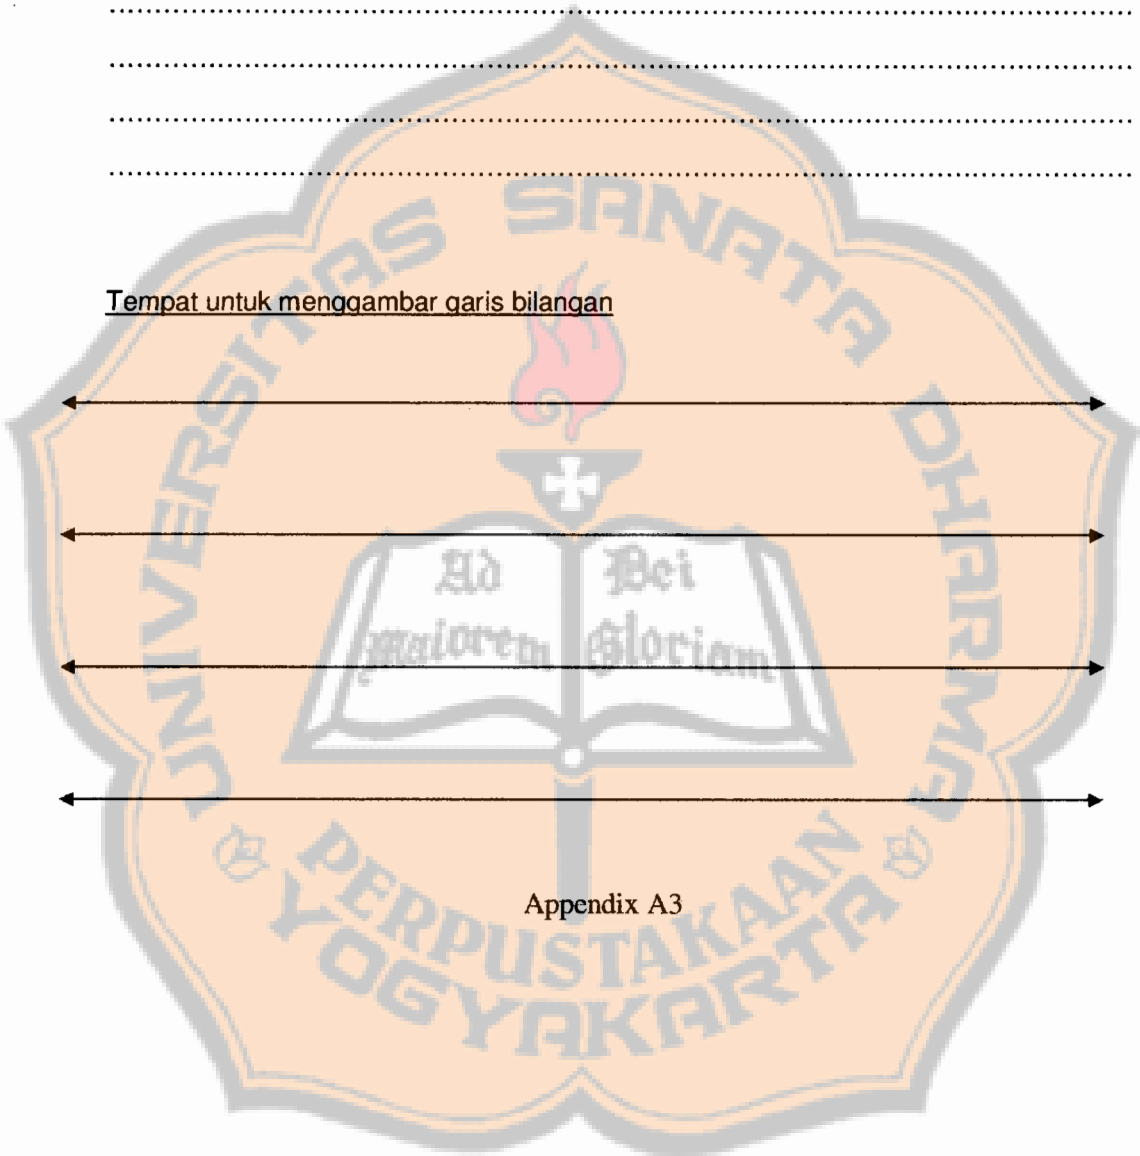 ................................................................................
................................................................................
................................................................................
................................................................................
UNIVERSITAS SANATA DHARMA
Tempat untuk menggambar garis bilangan
Ad Dei
maiorem Gloriam
Appendix A3
PERPUSTAKAAN
YOGYAKARTA